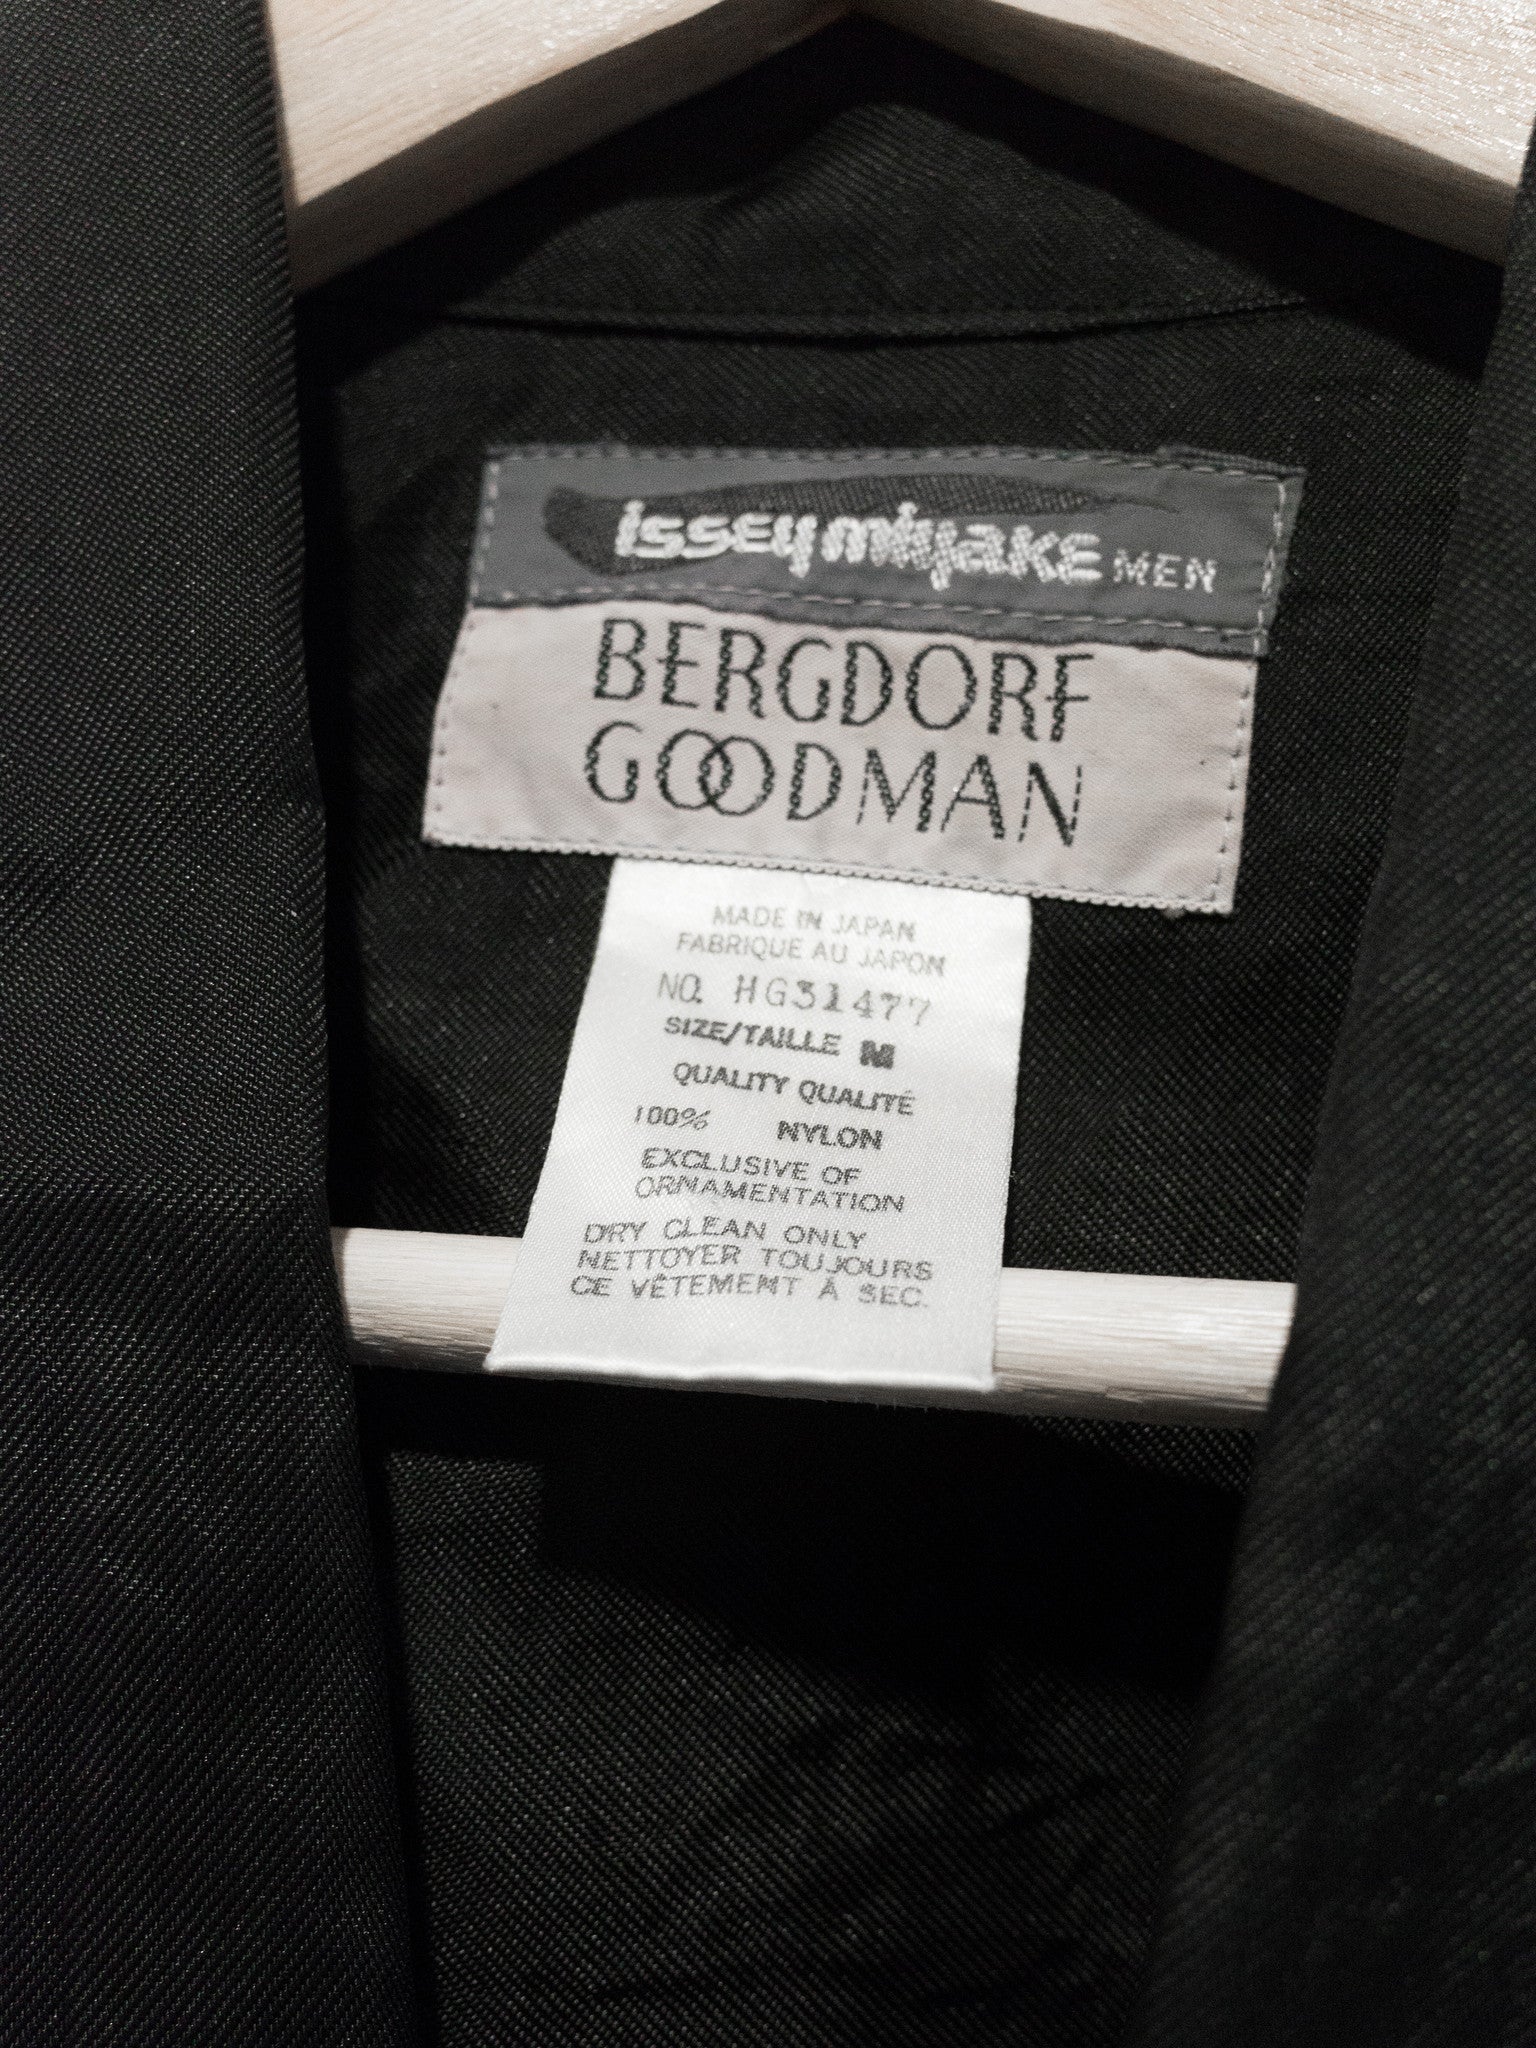 issey miyake MEN
BERGDORF
GOODMAN
MADE IN JAPAN
FABRIQUE AU JAPON
NO. HG31477
SIZE/TAILLE M
QUALITY QUALITÉ
100% NYLON
EXCLUSIVE OF
ORNAMENTATION
DRY CLEAN ONLY
NETTOYER TOUJOURS
CE VÊTEMENT À SEC.